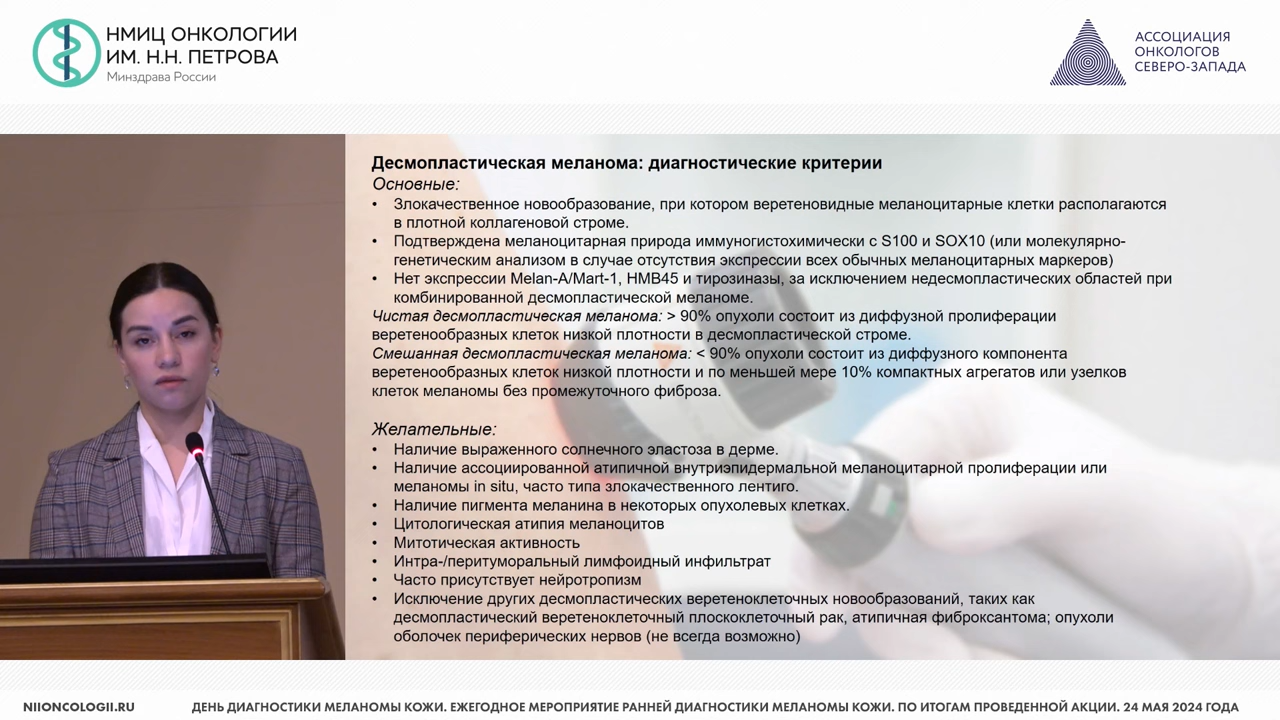 НМИЦ ОНКОЛОГИИ
ИМ. Н.Н. ПЕТРОВА
Минздрава России
АССОЦИАЦИЯ
ОНКОЛОГОВ
СЕВЕРО-ЗАПАДА
Десмопластическая меланома: диагностические критерии
Основные:
• Злокачественное новообразование, при котором веретеновидные меланоцитарные клетки располагаются
в плотной коллагеновой строме.
• Подтверждена меланоцитарная природа иммуногистохимически с S100 и SOX10 (или молекулярно-
генетическим анализом в случае отсутствия экспрессии всех обычных меланоцитарных маркеров)
• Нет экспрессии Melan-A/Mart-1, HMB45 и тирозиназы, за исключением недесмопластических областей при
комбинированной десмопластической меланоме.
Чистая десмопластическая меланома: > 90% опухоли состоит из диффузной пролиферации
веретенообразных клеток низкой плотности в десмопластической строме.
Смешанная десмопластическая меланома: < 90% опухоли состоит из диффузного компонента
веретенообразных клеток низкой плотности и по меньшей мере 10% компактных агрегатов или узелков
клеток меланомы без промежуточного фиброза.
Желательные:
• Наличие выраженного солнечного эластоза в дерме.
• Наличие ассоциированной атипичной внутриэпидермальной меланоцитарной пролиферации или
меланомы in situ, часто типа злокачественного лентиго.
• Наличие пигмента меланина в некоторых опухолевых клетках.
• Цитологическая атипия меланоцитов
• Митотическая активность
• Интра-/перитуморальный лимфоидный инфильтрат
• Часто присутствует нейротропизм
• Исключение других десмопластических веретеноклеточных новообразований, таких как
десмопластический веретеноклеточный плоскоклеточный рак, атипичная фиброксантома; опухоли
оболочек периферических нервов (не всегда возможно)
NIIONCOLOGII.RU
ДЕНЬ ДИАГНОСТИКИ МЕЛАНОМЫ КОЖИ. ЕЖЕГОДНОЕ МЕРОПРИЯТИЕ РАННЕЙ ДИАГНОСТИКИ МЕЛАНОМЫ КОЖИ. ПО ИТОГАМ ПРОВЕДЕННОЙ АКЦИИ. 24 МАЯ 2024 ГОДА